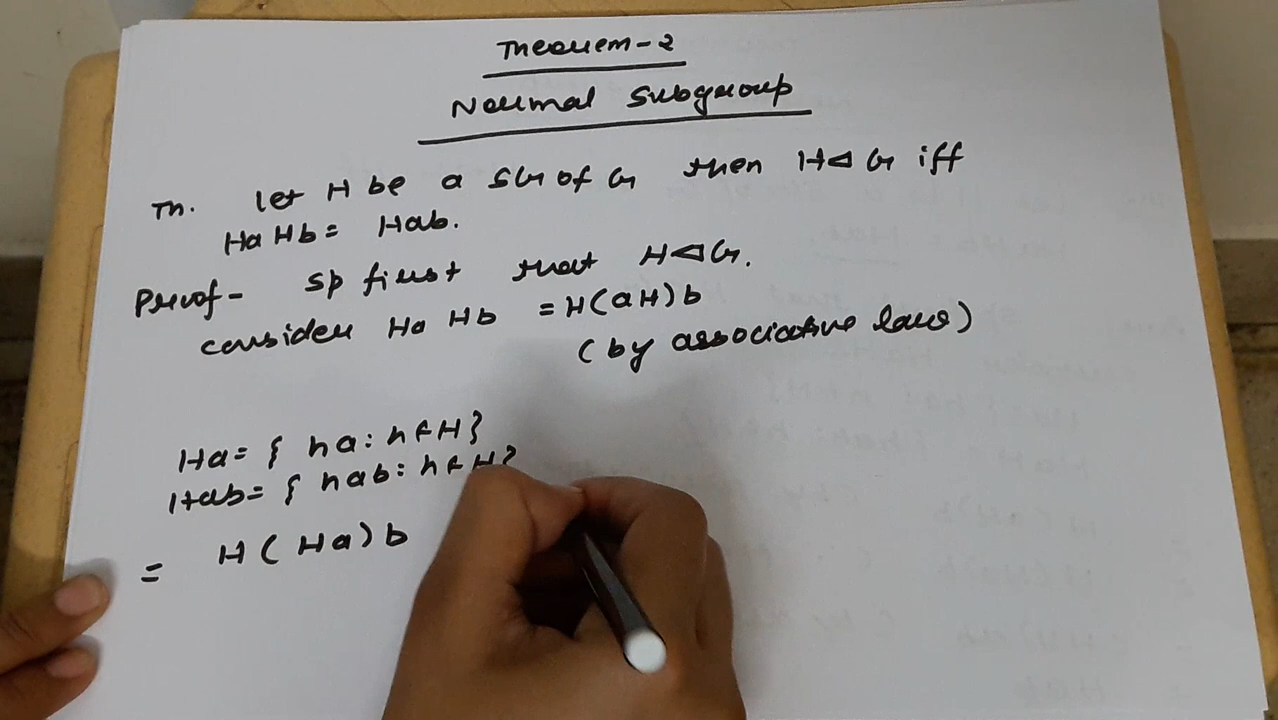 Theorem-2
Normal Subgroup
Th. let H be a SG of G then H⊲G iff
HaHb = Hab.
Proof- Sp first that H⊲G.
consider Ha Hb = H(aH)b
(by associative law)
Ha = { ha: h∈H}
Hab = { hab: h∈H}
= H(Ha)b